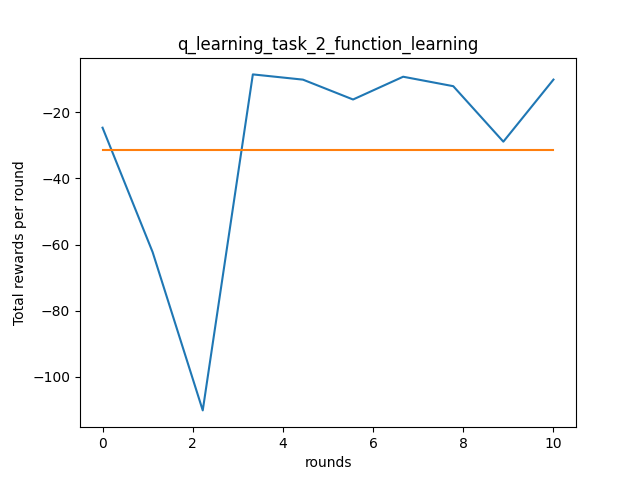 q_learning_task_2_function_learning
Total rewards per round
−20
−40
−60
−80
−100
0 2 4 6 8 10
rounds